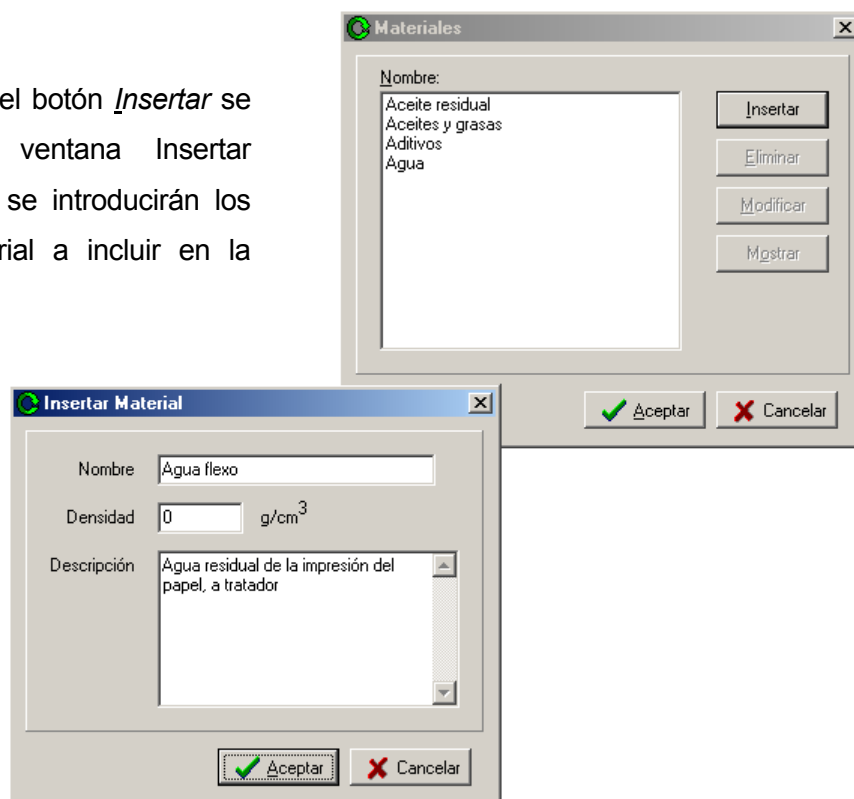 el botón Insertar se
ventana Insertar
se introducirán los
rial a incluir en la
Materiales
Nombre:
Aceite residual
Aceites y grasas
Aditivos
Agua
Insertar
Eliminar
Modificar
Mostrar
Aceptar
Cancelar
Insertar Material
Nombre Agua flexo
Densidad 0 g/cm³
Descripción Agua residual de la impresión del
papel, a tratador
Aceptar Cancelar